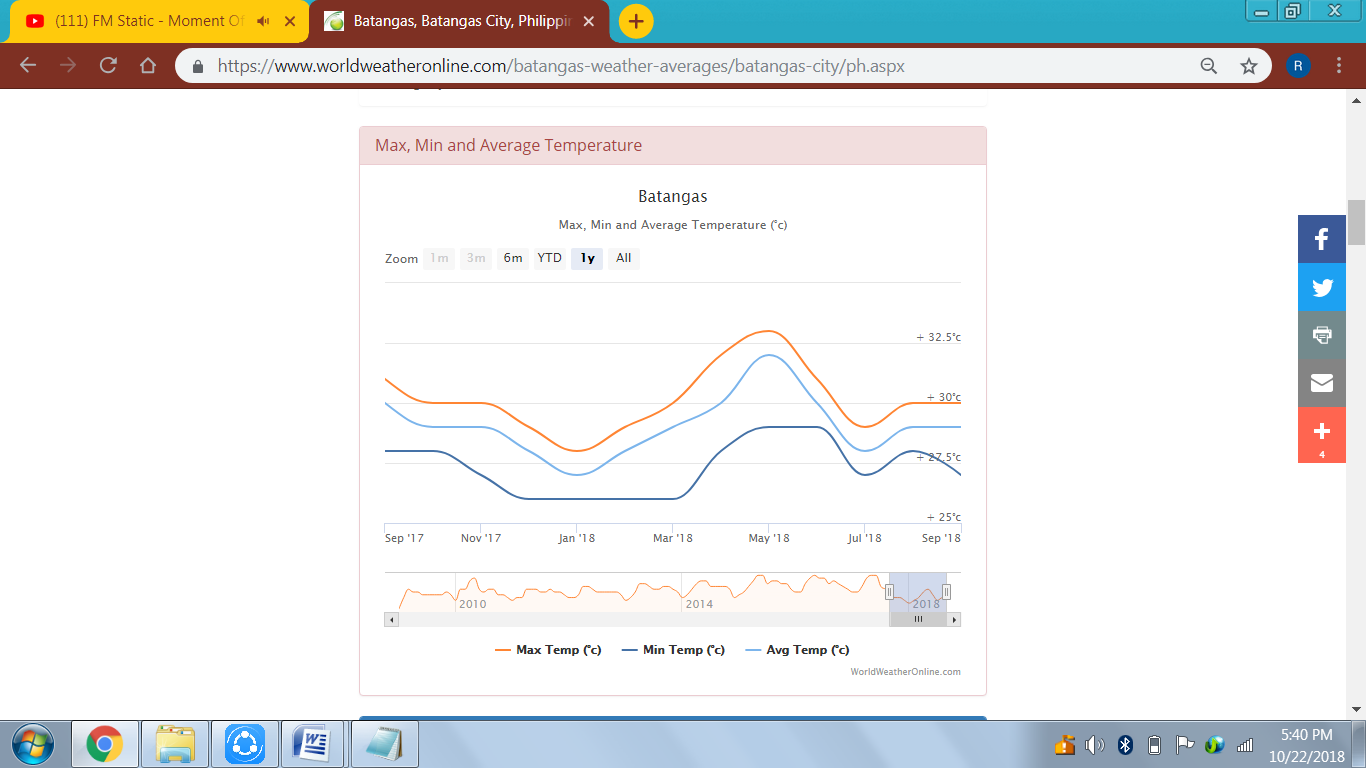 (111) FM Static - Moment Of
Batangas, Batangas City, Philippin
https://www.worldweatheronline.com/batangas-weather-averages/batangas-city/ph.aspx
R
Max, Min and Average Temperature
Batangas
Max, Min and Average Temperature (°c)
Zoom 1m 3m 6m YTD 1y All
+ 32.5°c
+ 30°c
+ 27.5°c
+ 25°c
Sep '17 Nov '17 Jan '18 Mar '18 May '18 Jul '18 Sep '18
2010 2014 2018
Max Temp (°c) Min Temp (°c) Avg Temp (°c)
WorldWeatherOnline.com
4
5:40 PM
10/22/2018